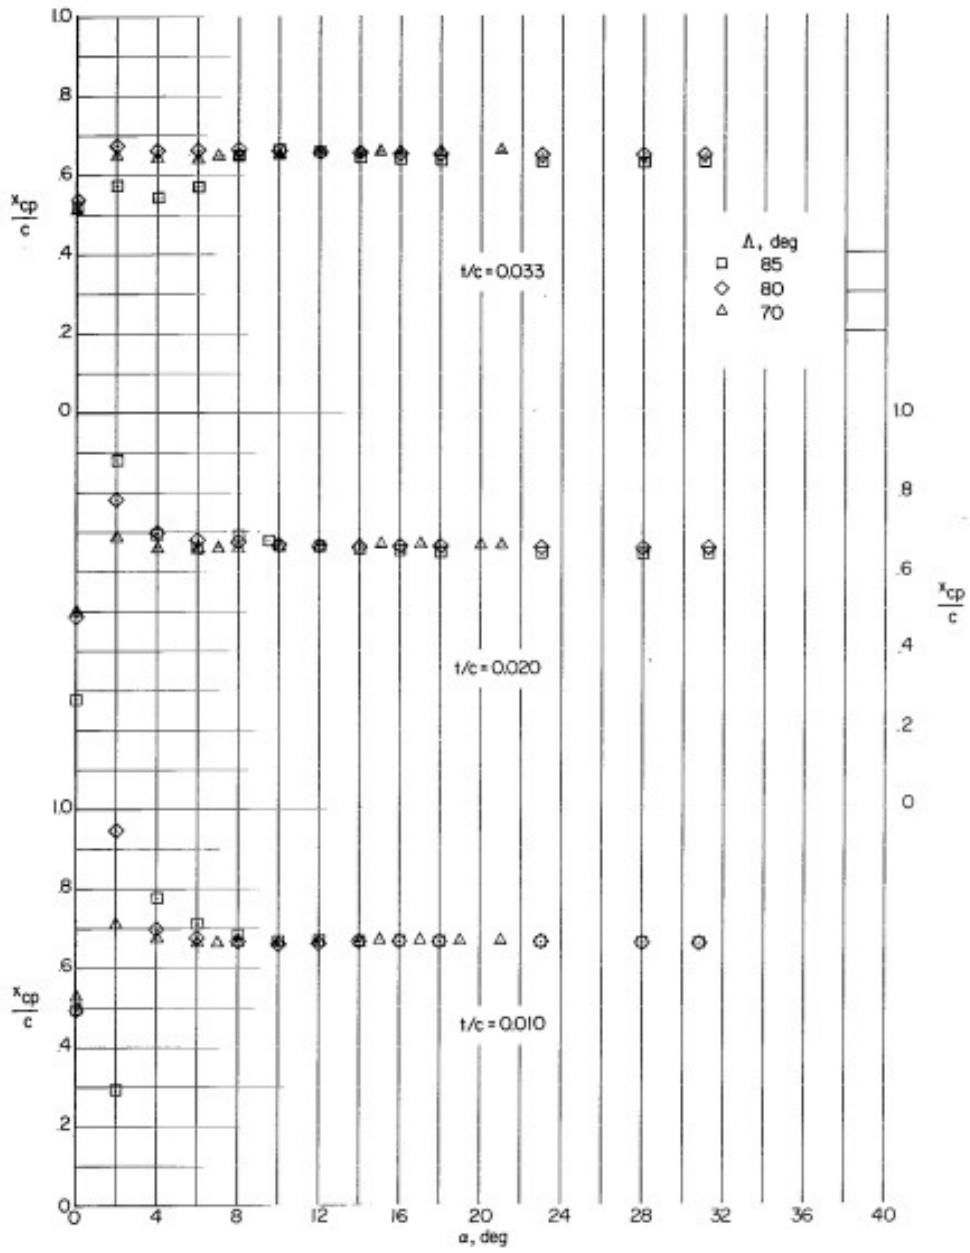 1.0
.8
.6
x_cp/c
.4
.2
0
t/c = 0.033
Λ, deg
□ 85
◇ 80
△ 70
1.0
.8
.6
x_cp/c
.4
.2
0
t/c = 0.020
1.0
.8
.6
x_cp/c
.4
.2
0
t/c = 0.010
0 4 8 12 16 20 24 28 32 36 40
α, deg